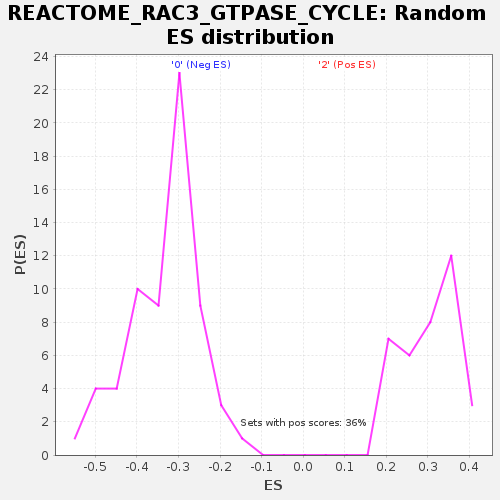 REACTOME_RAC3_GTPASE_CYCLE: Random
ES distribution
'0' (Neg ES) '2' (Pos ES)
24
22
20
18
16
14
12
10
8
6
4
2
0
P(ES)
Sets with pos scores: 36%
-0.5 -0.4 -0.3 -0.2 -0.1 0.0 0.1 0.2 0.3 0.4
ES